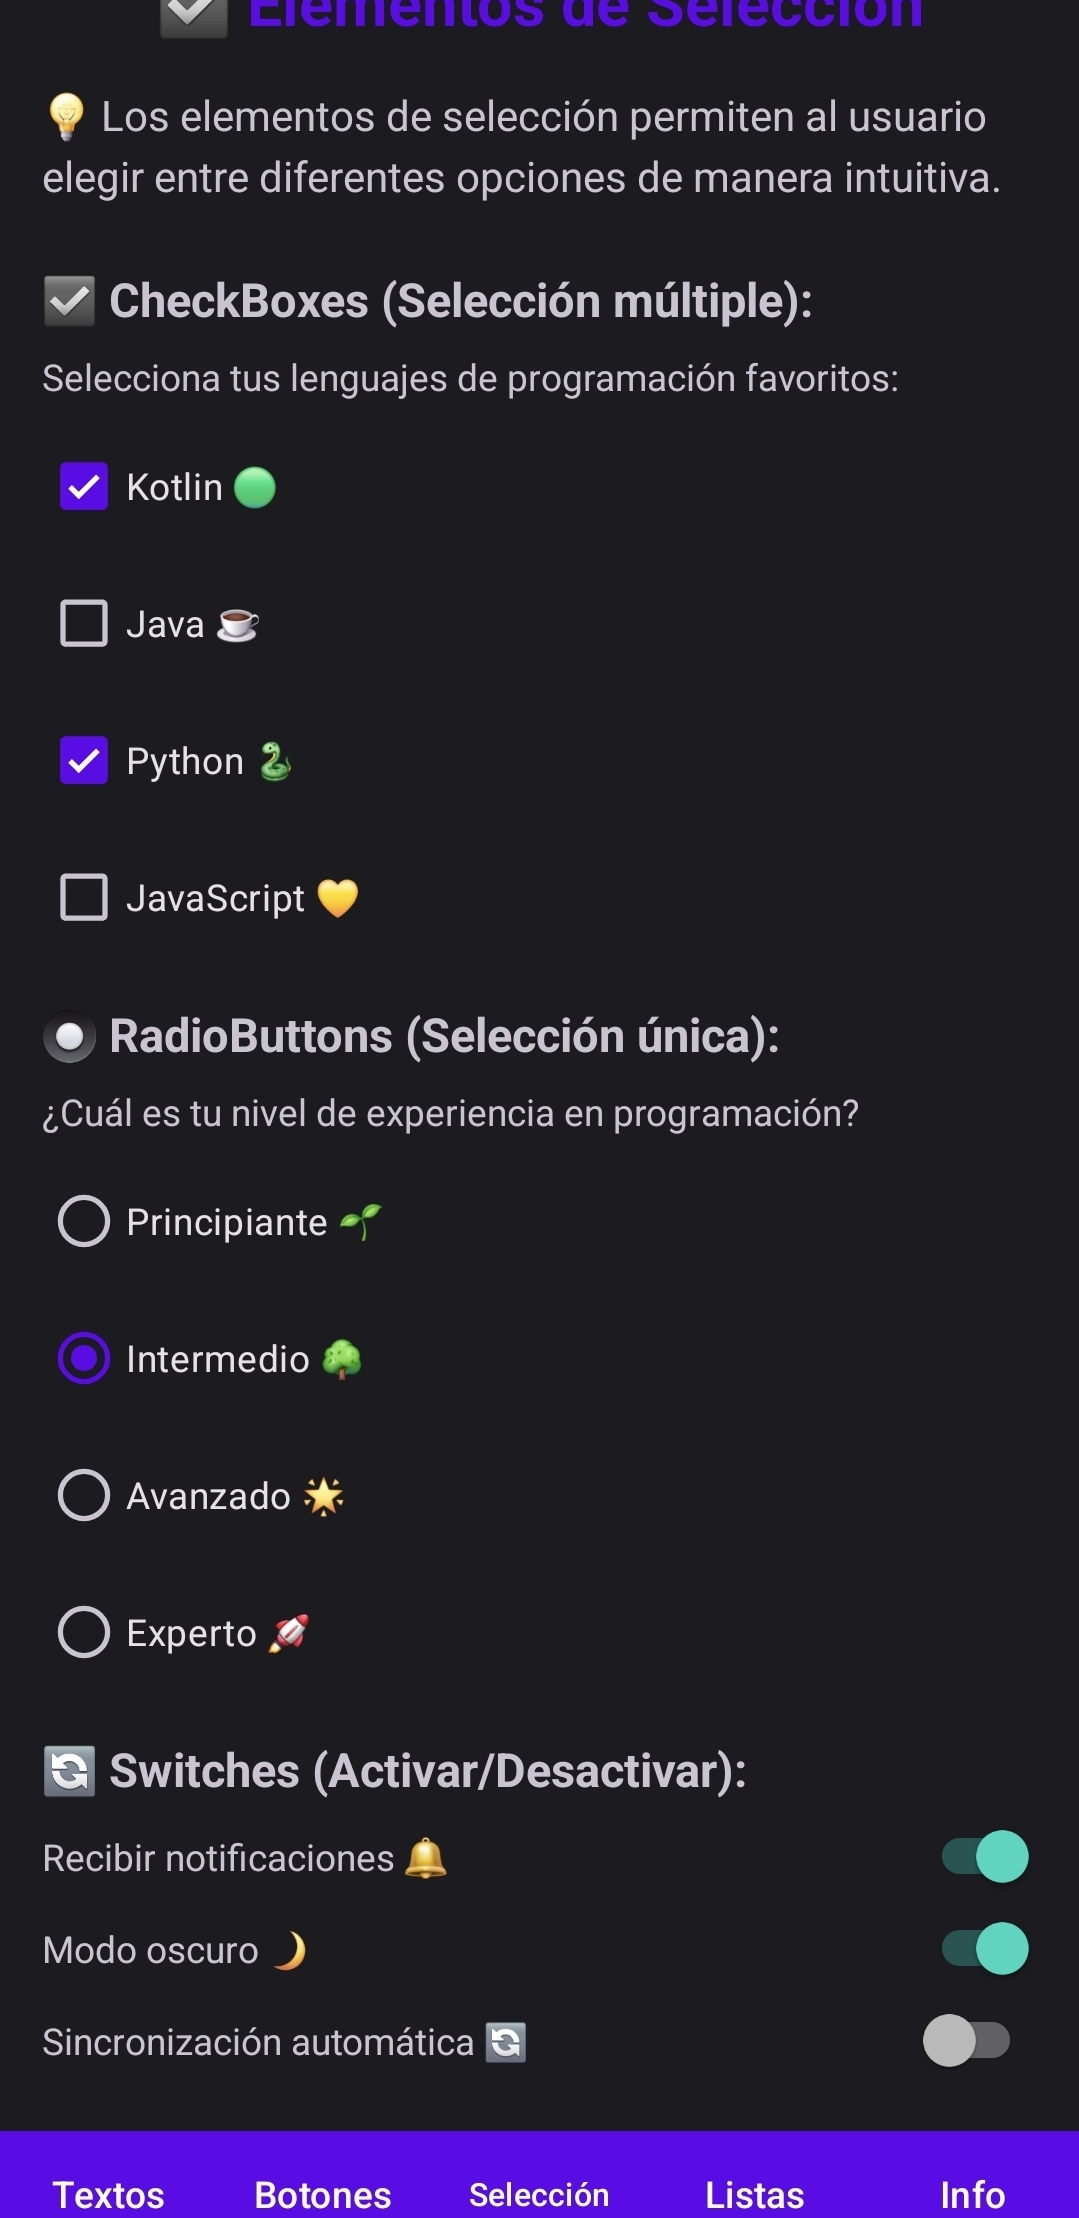 Elementos de Selección
💡 Los elementos de selección permiten al usuario
elegir entre diferentes opciones de manera intuitiva.
☑️ CheckBoxes (Selección múltiple):
Selecciona tus lenguajes de programación favoritos:
Kotlin 🟢
Java ☕
Python 🐍
JavaScript 💛
🔘 RadioButtons (Selección única):
¿Cuál es tu nivel de experiencia en programación?
Principiante 🌱
Intermedio 🌳
Avanzado 🌟
Experto 🚀
🔄 Switches (Activar/Desactivar):
Recibir notificaciones 🔔
Modo oscuro 🌙
Sincronización automática 🔄
Textos Botones Selección Listas Info